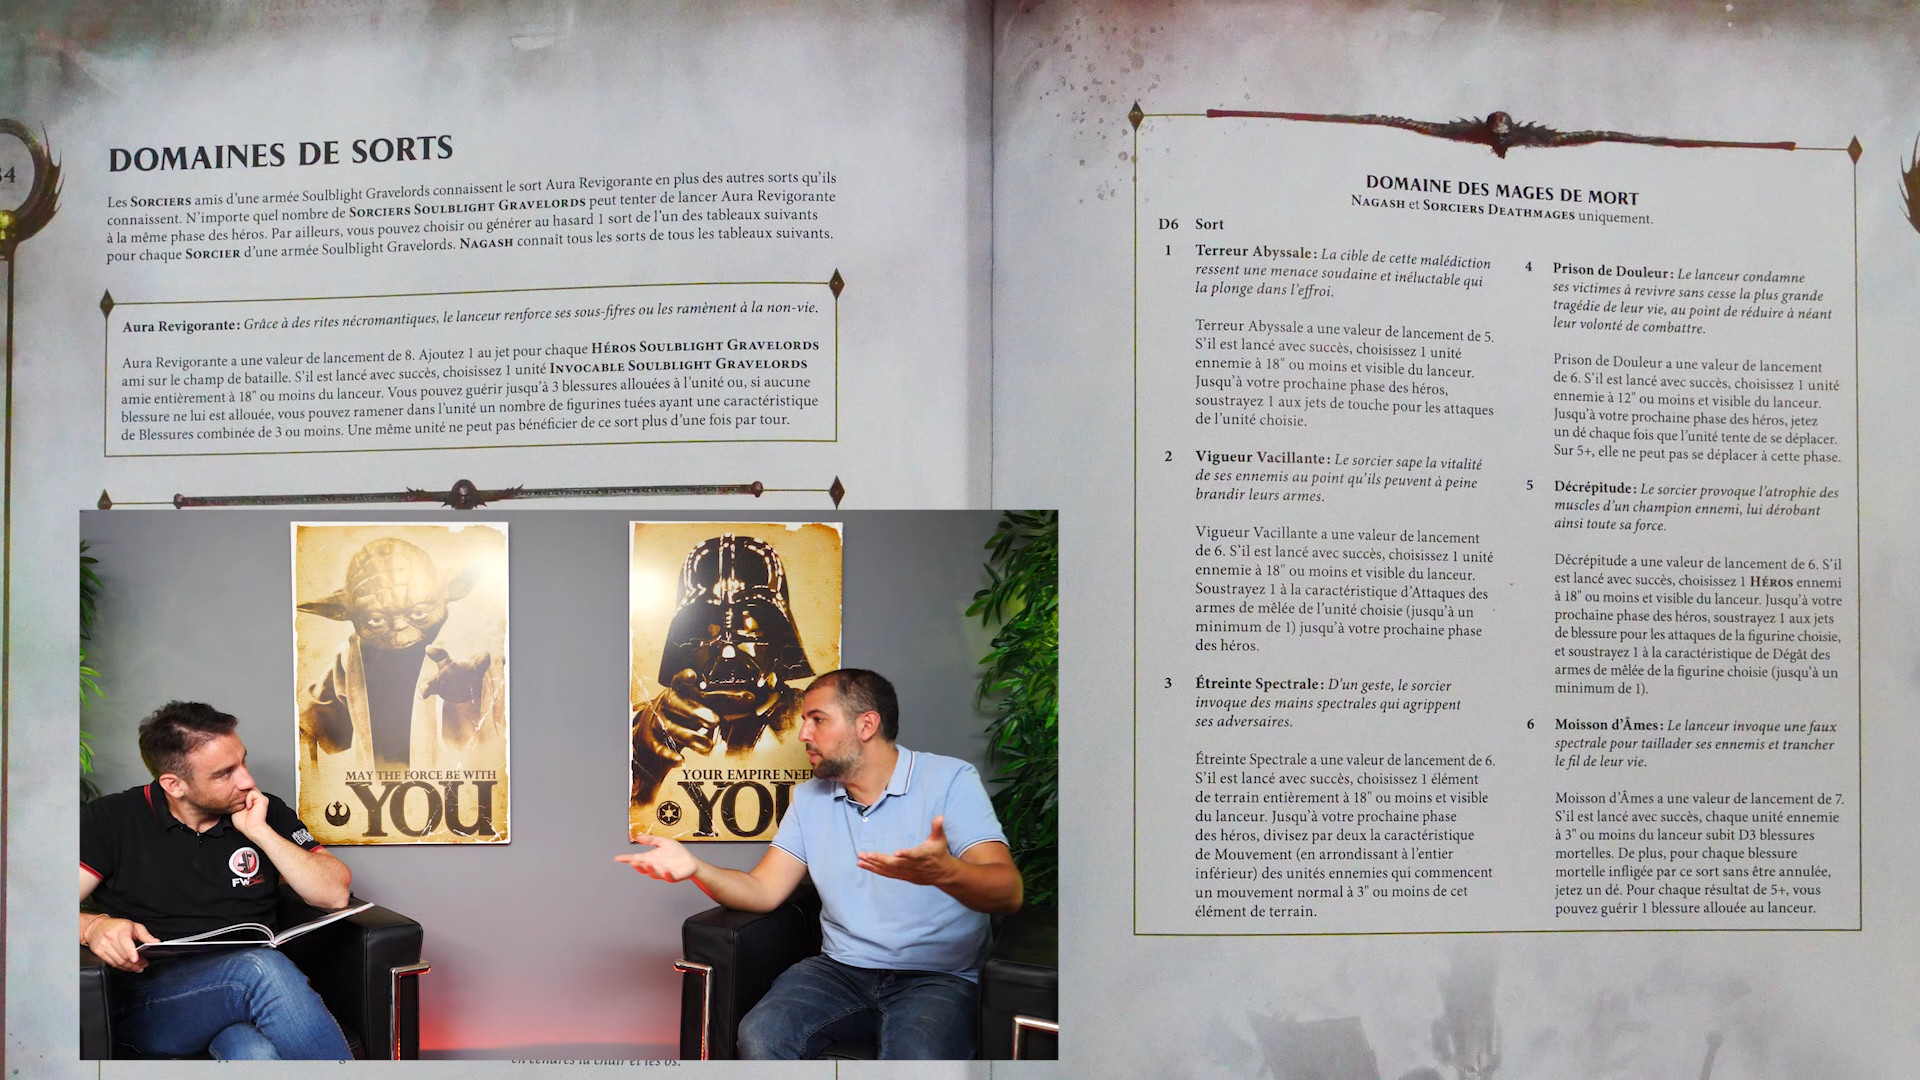 34
DOMAINES DE SORTS
Les SORCIERS amis d'une armée Soulblight Gravelords connaissent le sort Aura Revigorante en plus des autres sorts qu'ils
connaissent. N'importe quel nombre de SORCIERS SOULBLIGHT GRAVELORDS peut tenter de lancer Aura Revigorante
à la même phase des héros. Par ailleurs, vous pouvez choisir ou générer au hasard 1 sort de l'un des tableaux suivants
pour chaque SORCIER d'une armée Soulblight Gravelords. NAGASH connaît tous les sorts de tous les tableaux suivants.
Aura Revigorante : Grâce à des rites nécromantiques, le lanceur renforce ses sous-fifres ou les ramènent à la non-vie.
Aura Revigorante a une valeur de lancement de 8. Ajoutez 1 au jet pour chaque HÉROS SOULBLIGHT GRAVELORDS
ami sur le champ de bataille. S'il est lancé avec succès, choisissez 1 unité INVOCABLE SOULBLIGHT GRAVELORDS
amie entièrement à 18" ou moins du lanceur. Vous pouvez guérir jusqu'à 3 blessures allouées à l'unité ou, si aucune
blessure ne lui est allouée, vous pouvez ramener dans l'unité un nombre de figurines tuées ayant une caractéristique
de Blessures combinée de 3 ou moins. Une même unité ne peut pas bénéficier de ce sort plus d'une fois par tour.
MAY THE FORCE BE WITH
YOU
YOUR EMPIRE NEE
YOU
FW
en cendres la chair et les os.
DOMAINE DES MAGES DE MORT
NAGASH et SORCIERS DEATHMAGES uniquement.
D6 Sort
1 Terreur Abyssale : La cible de cette malédiction
ressent une menace soudaine et inéluctable qui
la plonge dans l'effroi.
Terreur Abyssale a une valeur de lancement de 5.
S'il est lancé avec succès, choisissez 1 unité
ennemie à 18" ou moins et visible du lanceur.
Jusqu'à votre prochaine phase des héros,
soustrayez 1 aux jets de touche pour les attaques
de l'unité choisie.
2 Vigueur Vacillante : Le sorcier sape la vitalité
de ses ennemis au point qu'ils peuvent à peine
brandir leurs armes.
Vigueur Vacillante a une valeur de lancement
de 6. S'il est lancé avec succès, choisissez 1 unité
ennemie à 18" ou moins et visible du lanceur.
Soustrayez 1 à la caractéristique d'Attaques des
armes de mêlée de l'unité choisie (jusqu'à un
minimum de 1) jusqu'à votre prochaine phase
des héros.
3 Étreinte Spectrale : D'un geste, le sorcier
invoque des mains spectrales qui agrippent
ses adversaires.
Étreinte Spectrale a une valeur de lancement de 6.
S'il est lancé avec succès, choisissez 1 élément
de terrain entièrement à 18" ou moins et visible
du lanceur. Jusqu'à votre prochaine phase
des héros, divisez par deux la caractéristique
de Mouvement (en arrondissant à l'entier
inférieur) des unités ennemies qui commencent
un mouvement normal à 3" ou moins de cet
élément de terrain.
4 Prison de Douleur : Le lanceur condamne
ses victimes à revivre sans cesse la plus grande
tragédie de leur vie, au point de réduire à néant
leur volonté de combattre.
Prison de Douleur a une valeur de lancement
de 6. S'il est lancé avec succès, choisissez 1 unité
ennemie à 12" ou moins et visible du lanceur.
Jusqu'à votre prochaine phase des héros, jetez
un dé chaque fois que l'unité tente de se déplacer.
Sur 5+, elle ne peut pas se déplacer à cette phase.
5 Décrépitude : Le sorcier provoque l'atrophie des
muscles d'un champion ennemi, lui dérobant
ainsi toute sa force.
Décrépitude a une valeur de lancement de 6. S'il
est lancé avec succès, choisissez 1 HÉROS ennemi
à 18" ou moins et visible du lanceur. Jusqu'à votre
prochaine phase des héros, soustrayez 1 aux jets
de blessure pour les attaques de la figurine choisie,
et soustrayez 1 à la caractéristique de Dégât des
armes de mêlée de la figurine choisie (jusqu'à un
minimum de 1).
6 Moisson d'Âmes : Le lanceur invoque une faux
spectrale pour taillader ses ennemis et trancher
le fil de leur vie.
Moisson d'Âmes a une valeur de lancement de 7.
S'il est lancé avec succès, chaque unité ennemie
à 3" ou moins du lanceur subit D3 blessures
mortelles. De plus, pour chaque blessure
mortelle infligée par ce sort sans être annulée,
jetez un dé. Pour chaque résultat de 5+, vous
pouvez guérir 1 blessure allouée au lanceur.